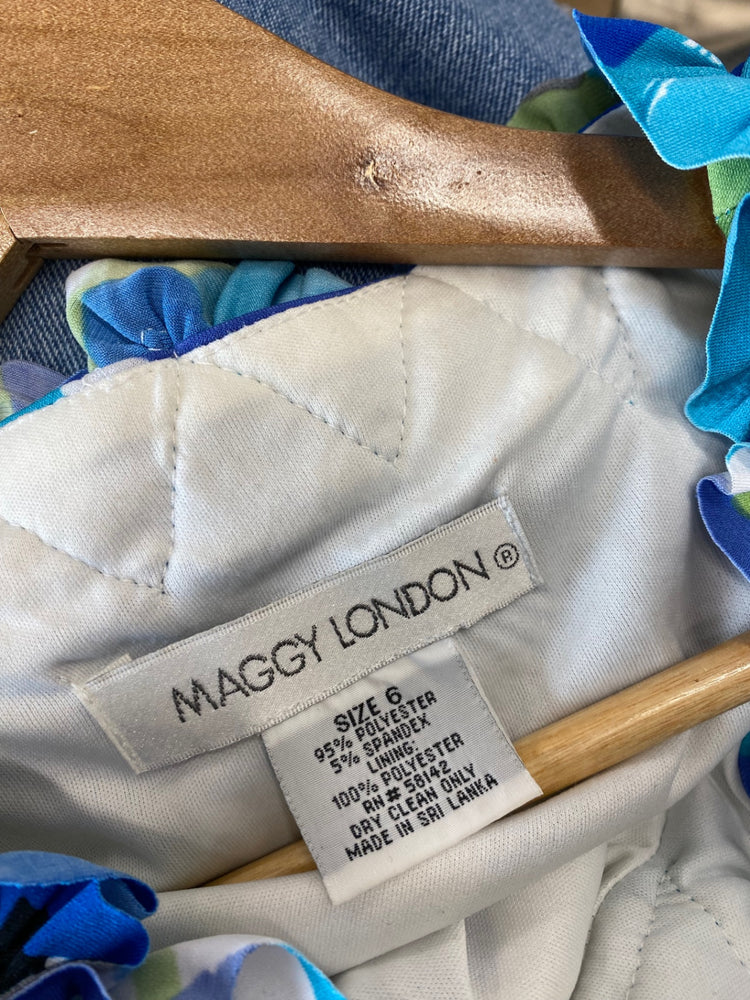 MAGGY LONDON ®
SIZE 6
95% POLYESTER
5% SPANDEX
LINING:
100% POLYESTER
RN# 58142
DRY CLEAN ONLY
MADE IN SRI LANKA